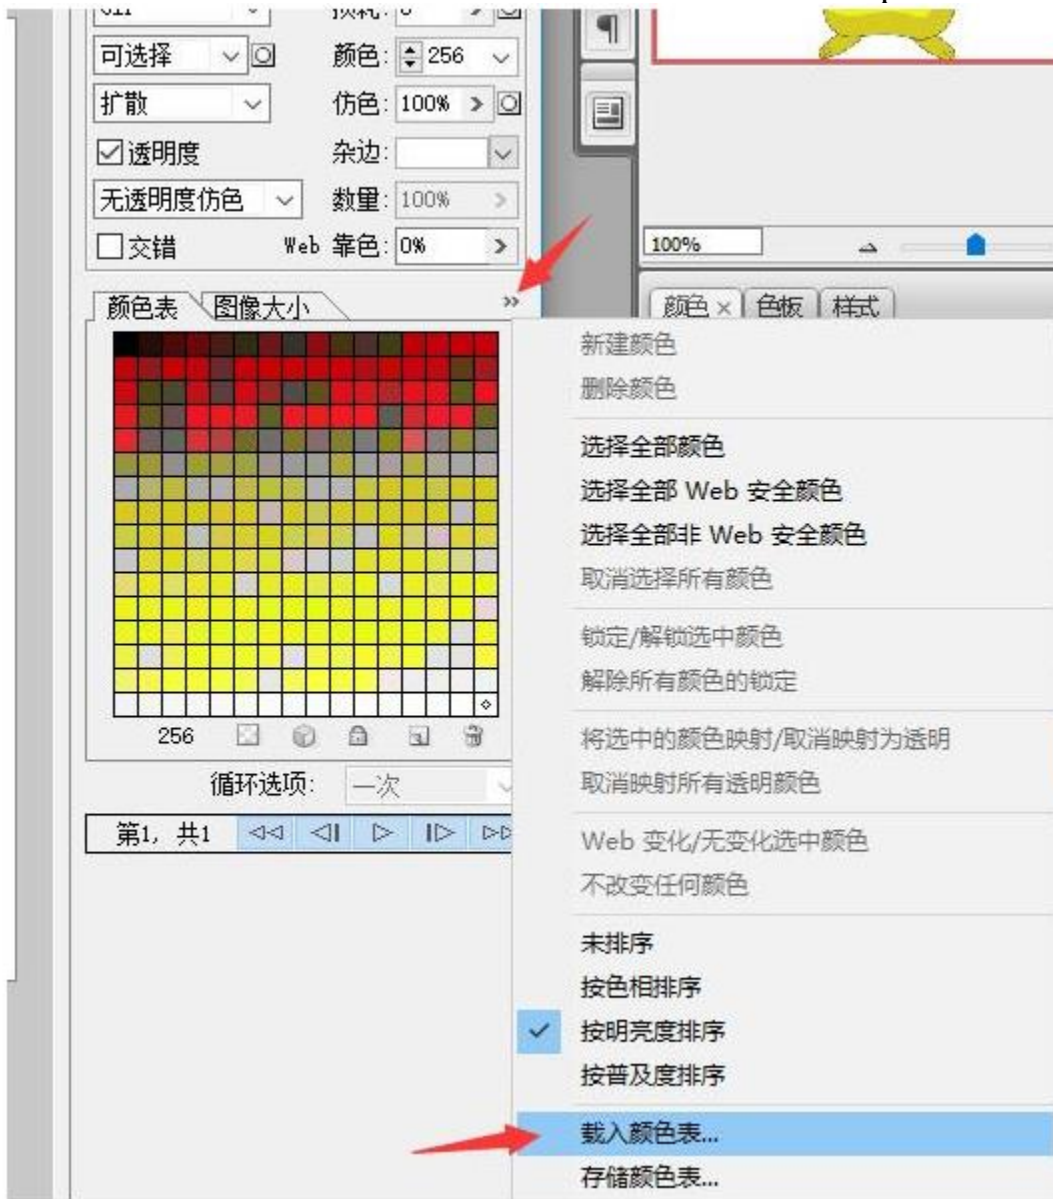 可选择 颜色: 256
扩散 仿色: 100%
透明度 杂边:
无透明度仿色 数量: 100%
交错 Web 靠色: 0%
100%
颜色表 图像大小
颜色 × 色板 样式
新建颜色
删除颜色
选择全部颜色
选择全部 Web 安全颜色
选择全部非 Web 安全颜色
取消选择所有颜色
锁定/解锁选中颜色
解除所有颜色的锁定
256
将选中的颜色映射/取消映射为透明
循环选项: 一次
取消映射所有透明颜色
第1, 共1
Web 变化/无变化选中颜色
不改变任何颜色
未排序
按色相排序
按明亮度排序
按普及度排序
载入颜色表...
存储颜色表...